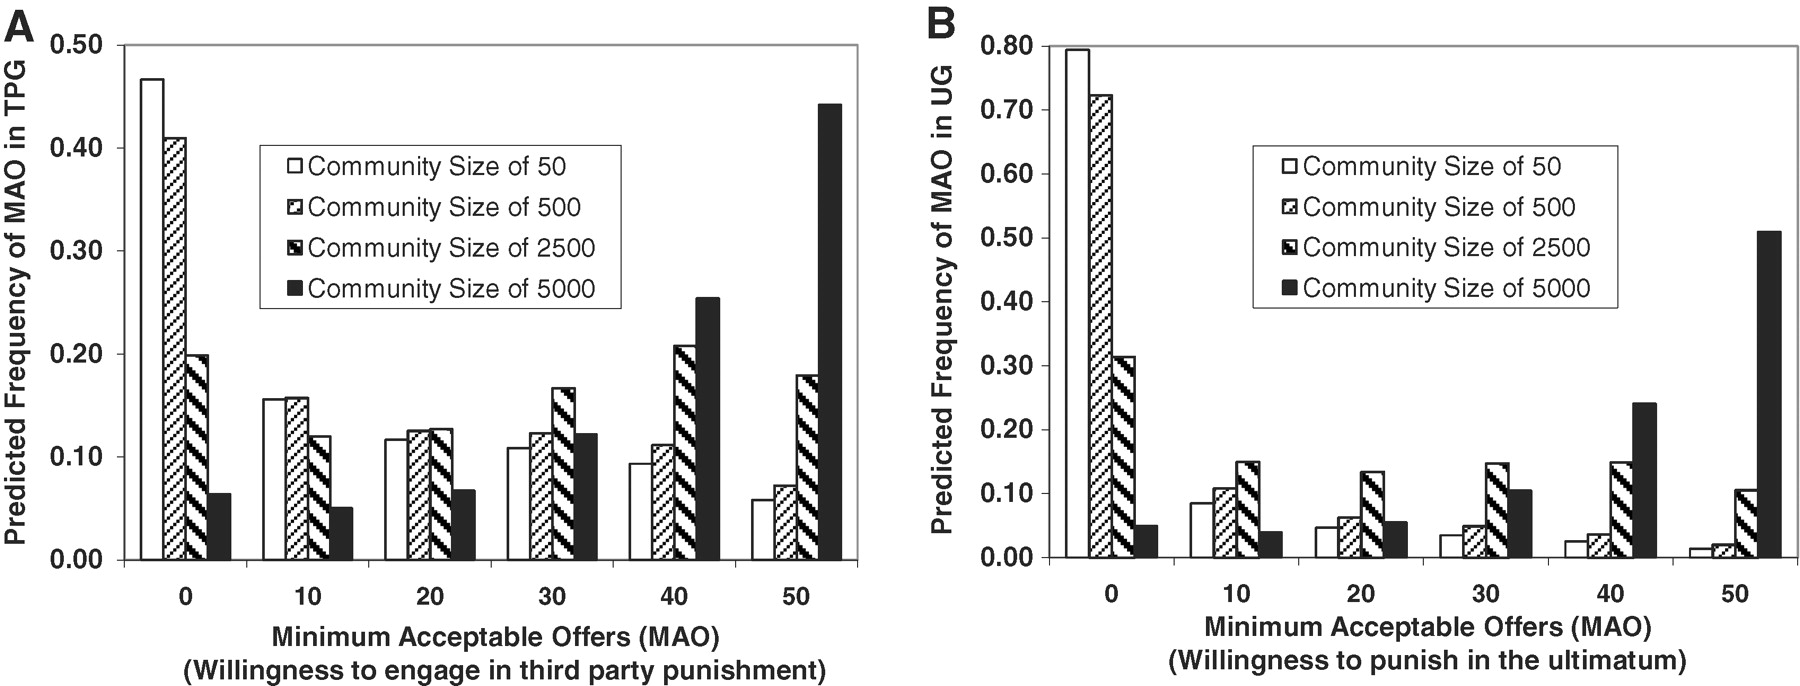 A
Predicted Frequency of MAO in TPG
0.50
0.40
0.30
0.20
0.10
0.00
Community Size of 50
Community Size of 500
Community Size of 2500
Community Size of 5000
0 10 20 30 40 50
Minimum Acceptable Offers (MAO)
(Willingness to engage in third party punishment)
B
Predicted Frequency of MAO in UG
0.80
0.70
0.60
0.50
0.40
0.30
0.20
0.10
0.00
Community Size of 50
Community Size of 500
Community Size of 2500
Community Size of 5000
0 10 20 30 40 50
Minimum Acceptable Offers (MAO)
(Willingness to punish in the ultimatum)